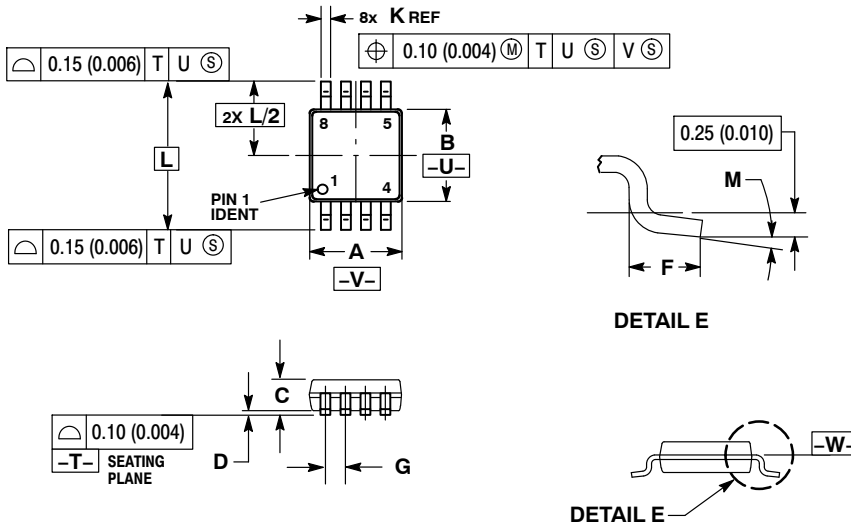 8x K REF
⌖ 0.10 (0.004) Ⓜ T U Ⓢ V Ⓢ
⌓ 0.15 (0.006) T U Ⓢ
2X L/2
8 5
B
–U–
L
1 4
PIN 1
IDENT
⌓ 0.15 (0.006) T U Ⓢ
A
–V–
0.25 (0.010)
M
F
DETAIL E
C
⌓ 0.10 (0.004)
–T– SEATING
PLANE
D
G
–W–
DETAIL E